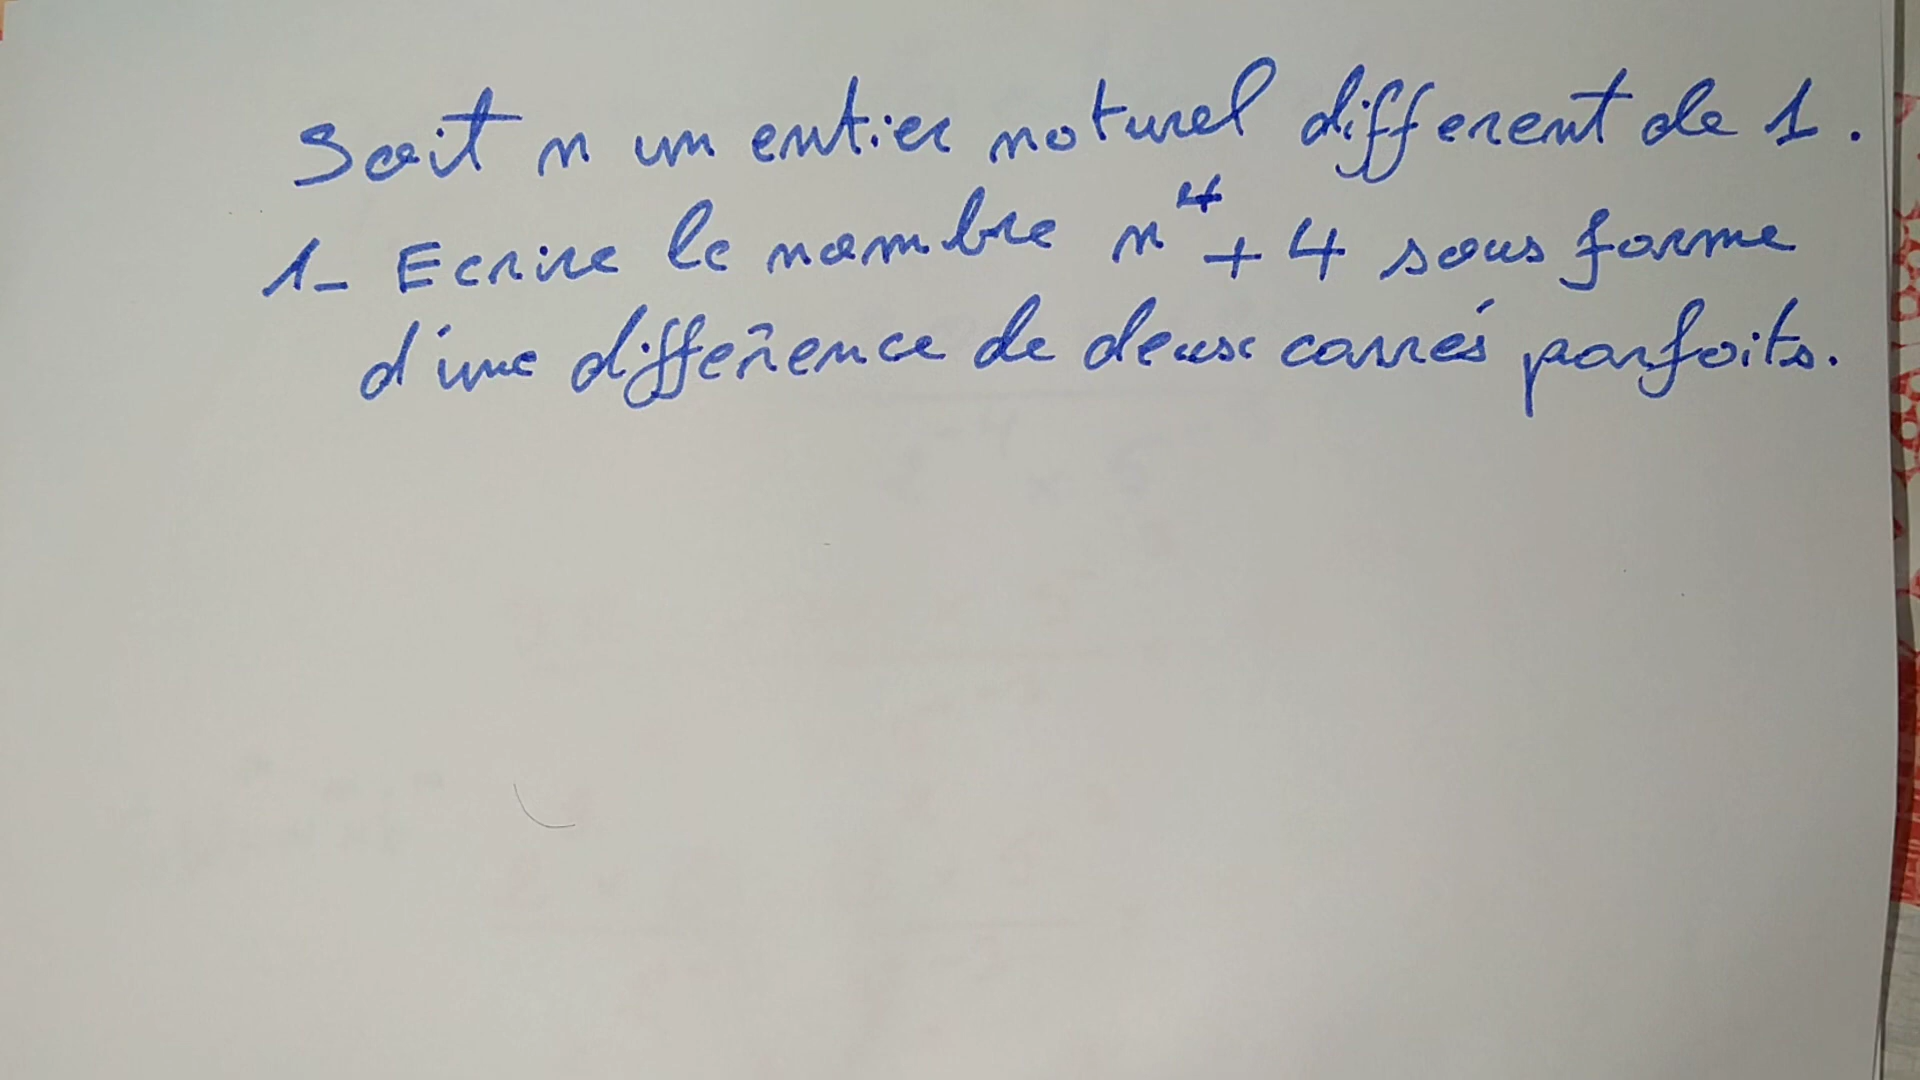 Soit n un entier naturel different de 1.
1- Ecrire le nombre n⁴ + 4 sous forme
d'une différence de deux carrés parfaits.